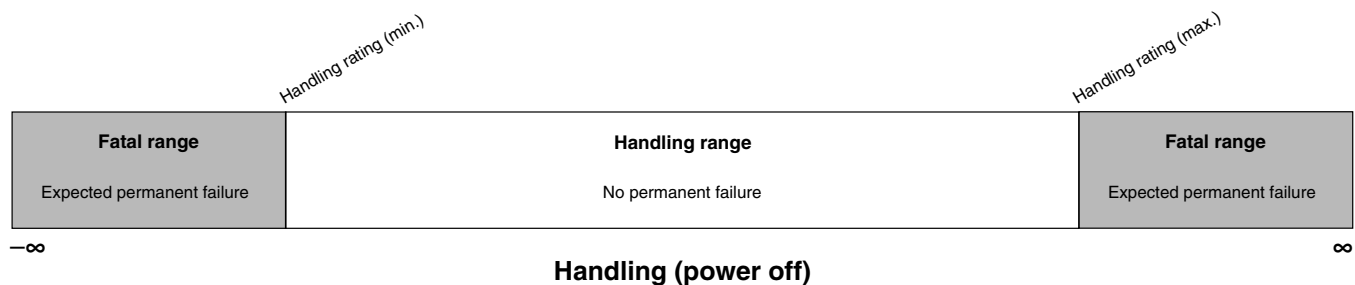 Handling rating (min.)
Handling rating (max.)
Fatal range
Handling range
Fatal range
Expected permanent failure
No permanent failure
Expected permanent failure
–∞
∞
Handling (power off)